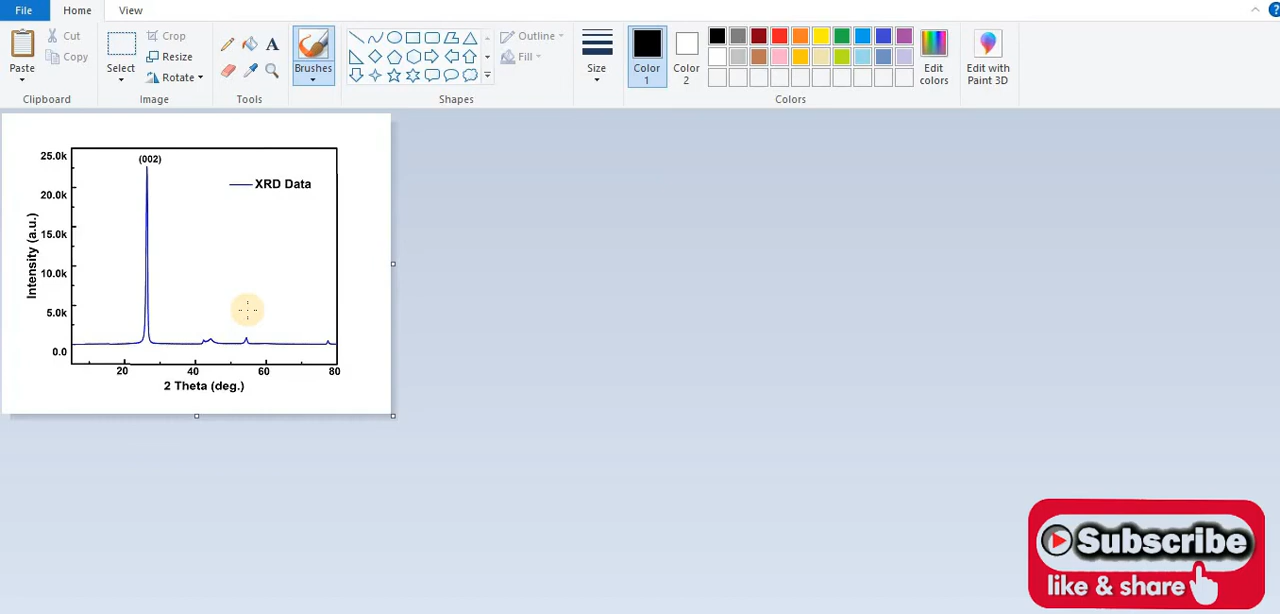 File Home View
Paste
Cut
Copy
Clipboard
Select
Crop
Resize
Rotate
Image
A
Tools
Brushes
Outline
Fill
Shapes
Size
Color 1
Color 2
Edit colors
Colors
Edit with Paint 3D
?
25.0k
20.0k
15.0k
10.0k
5.0k
0.0
Intensity (a.u.)
(002)
XRD Data
20 40 60 80
2 Theta (deg.)
Subscribe
like & share